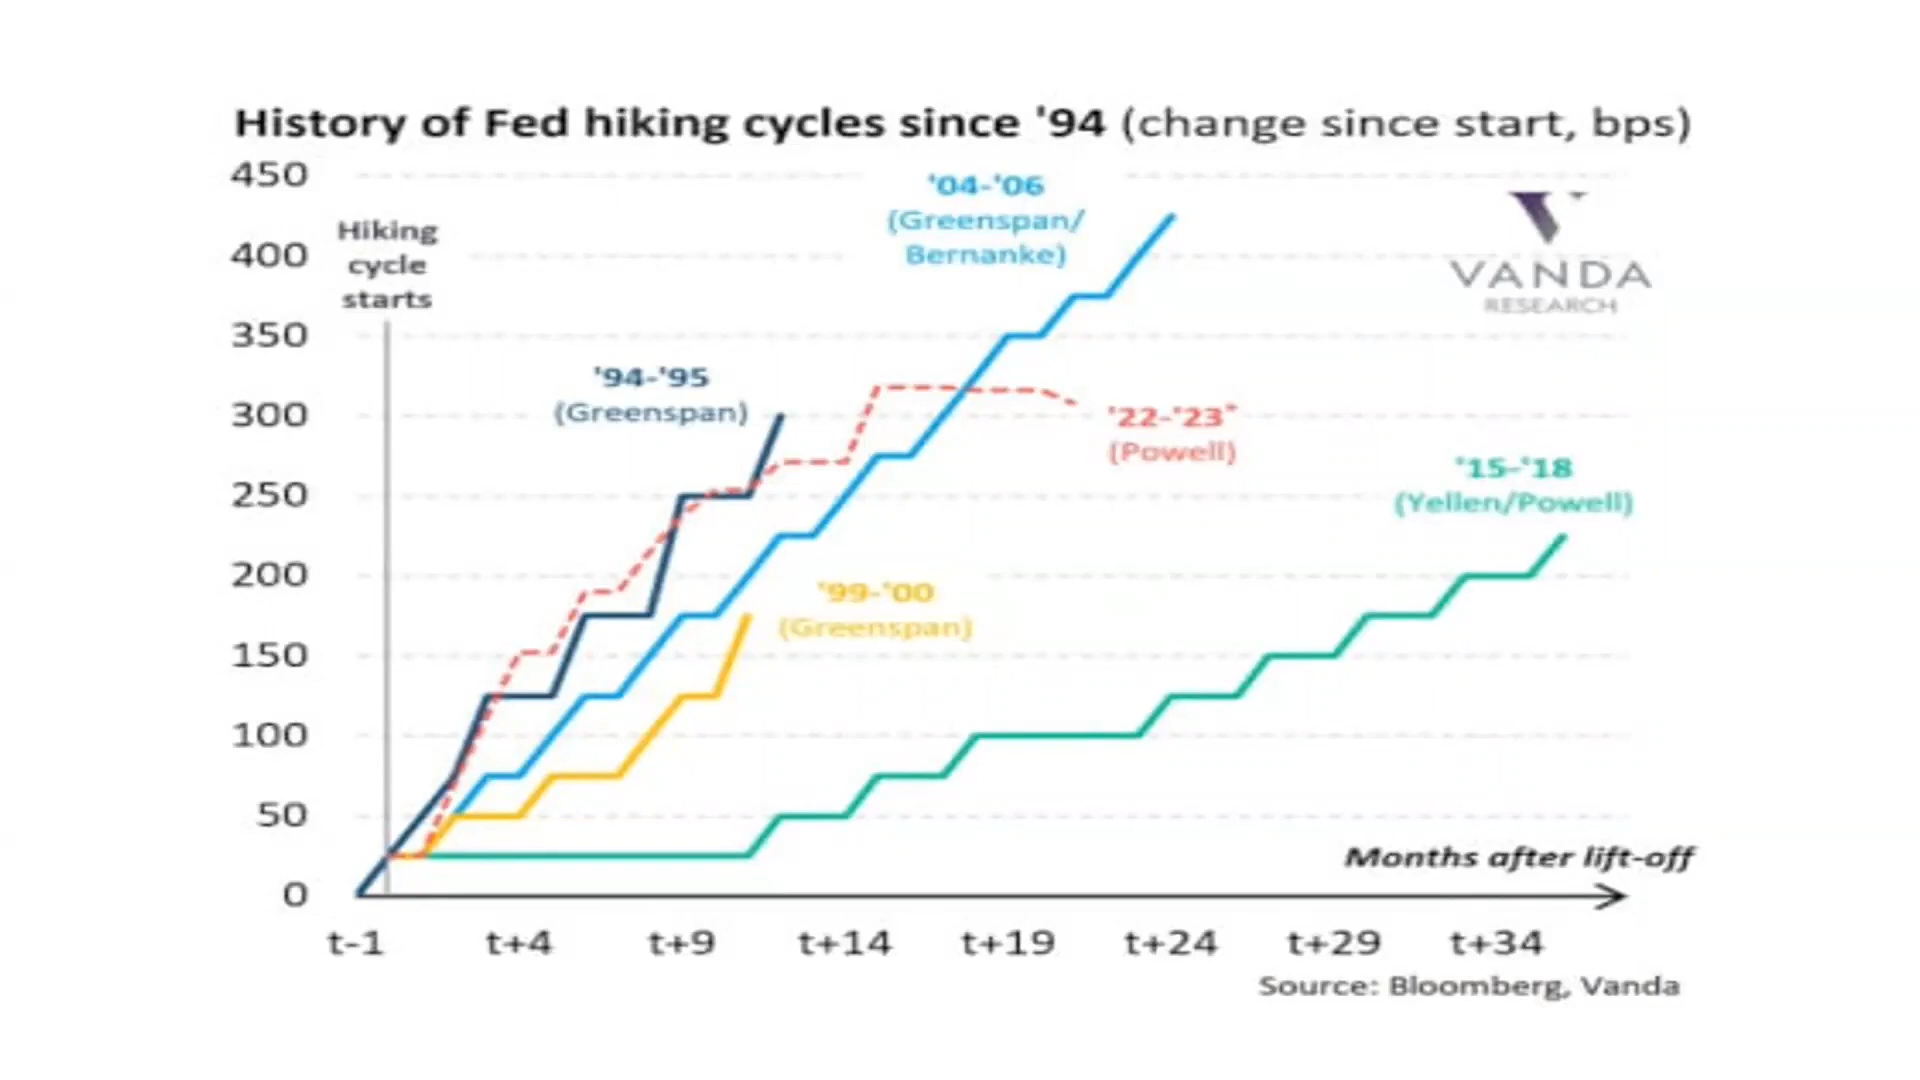 History of Fed hiking cycles since '94 (change since start, bps)
450
400
350
300
250
200
150
100
50
0
Hiking
cycle
starts
'94-'95
(Greenspan)
'04-'06
(Greenspan/
Bernanke)
'99-'00
(Greenspan)
'22-'23*
(Powell)
'15-'18
(Yellen/Powell)
VANDA
RESEARCH
Months after lift-off
t-1 t+4 t+9 t+14 t+19 t+24 t+29 t+34
Source: Bloomberg, Vanda